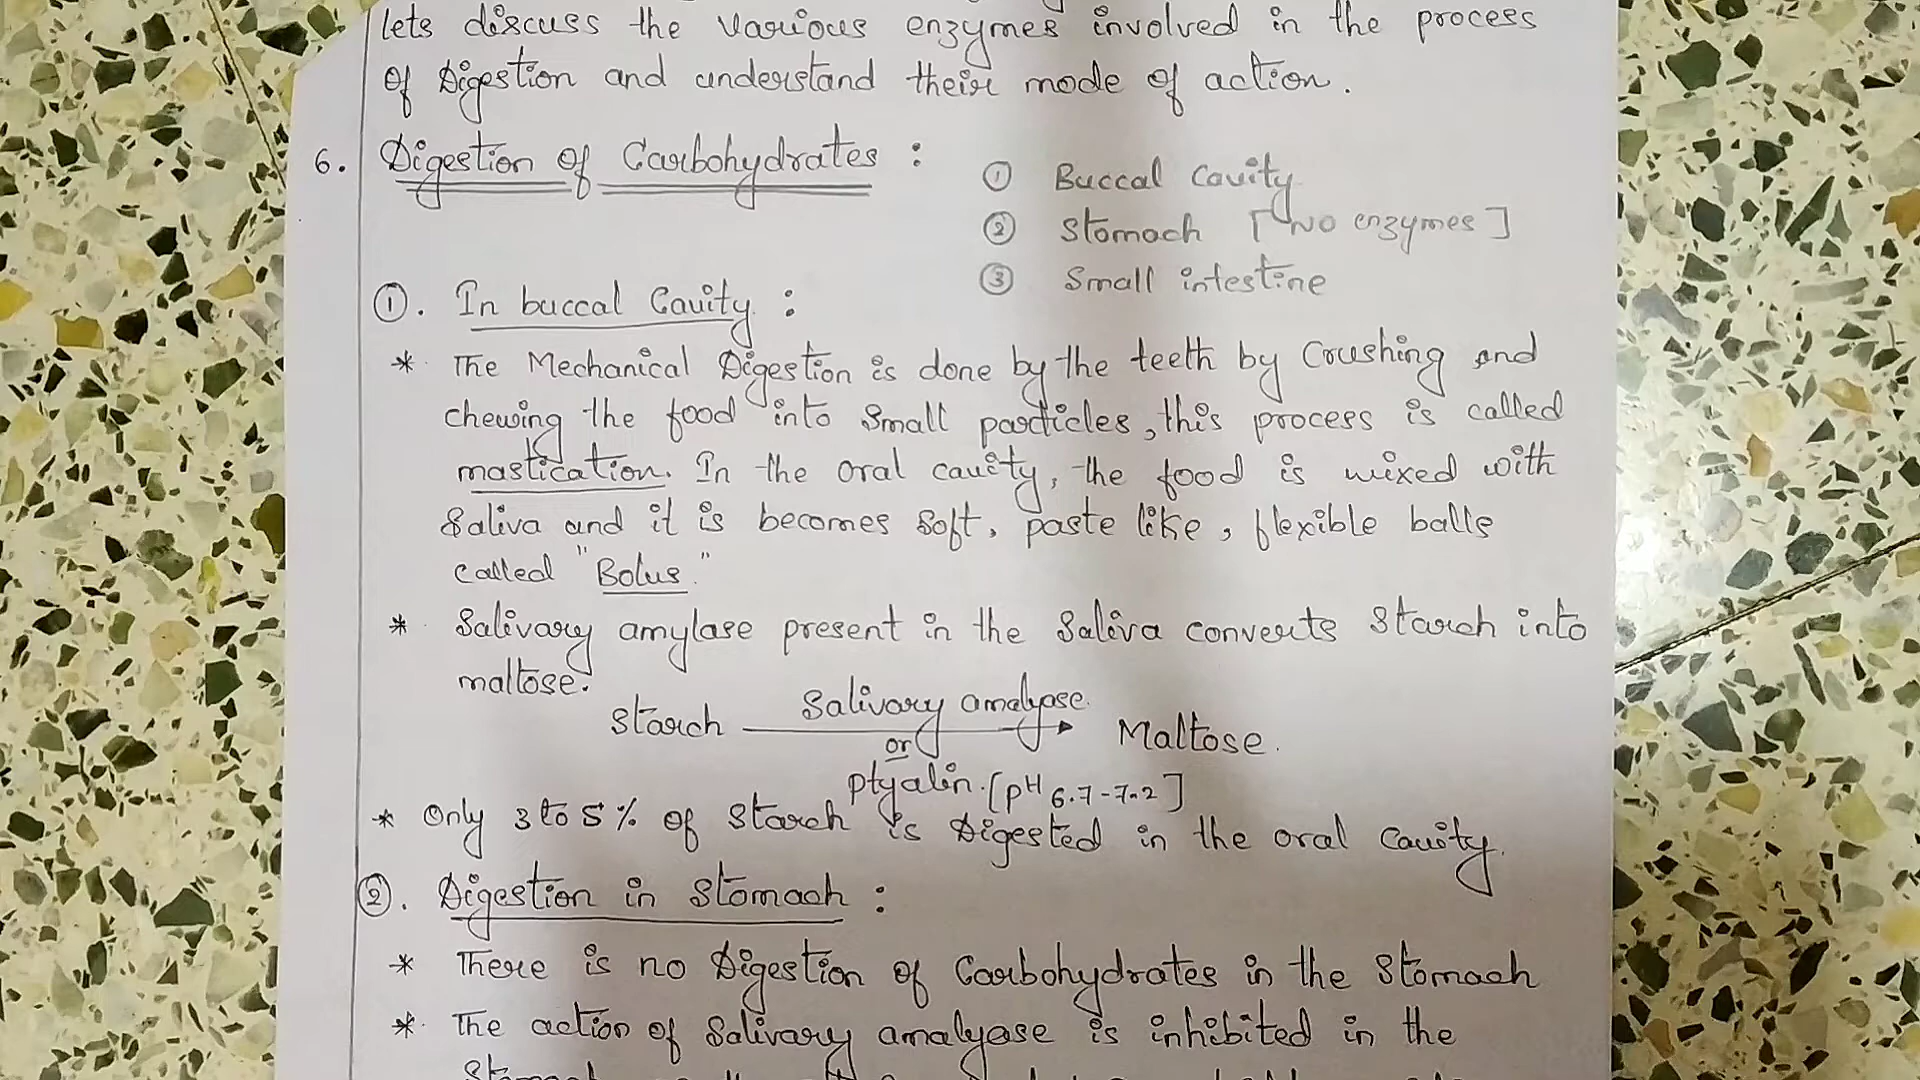 lets discuss the various enzymes involved in the process
of Digestion and understand their mode of action.
6. Digestion of Carbohydrates :
① Buccal Cavity
② Stomach [No enzymes]
③ Small intestine
①. In buccal Cavity :
* The Mechanical Digestion is done by the teeth by Crushing and
chewing the food into small particles, this process is called
mastication. In the oral cavity, the food is mixed with
Saliva and it is becomes soft, paste like, flexible balls
called "Bolus."
* Salivary amylase present in the Saliva converts starch into
maltose.
Salivary amalyase
Starch → Maltose.
or
Ptyalin. [pH 6.7-7.2]
* Only 3 to 5% of starch is Digested in the oral cavity.
②. Digestion in Stomach :
* There is no Digestion of Carbohydrates in the Stomach
* The action of Salivary amalyase is inhibited in the